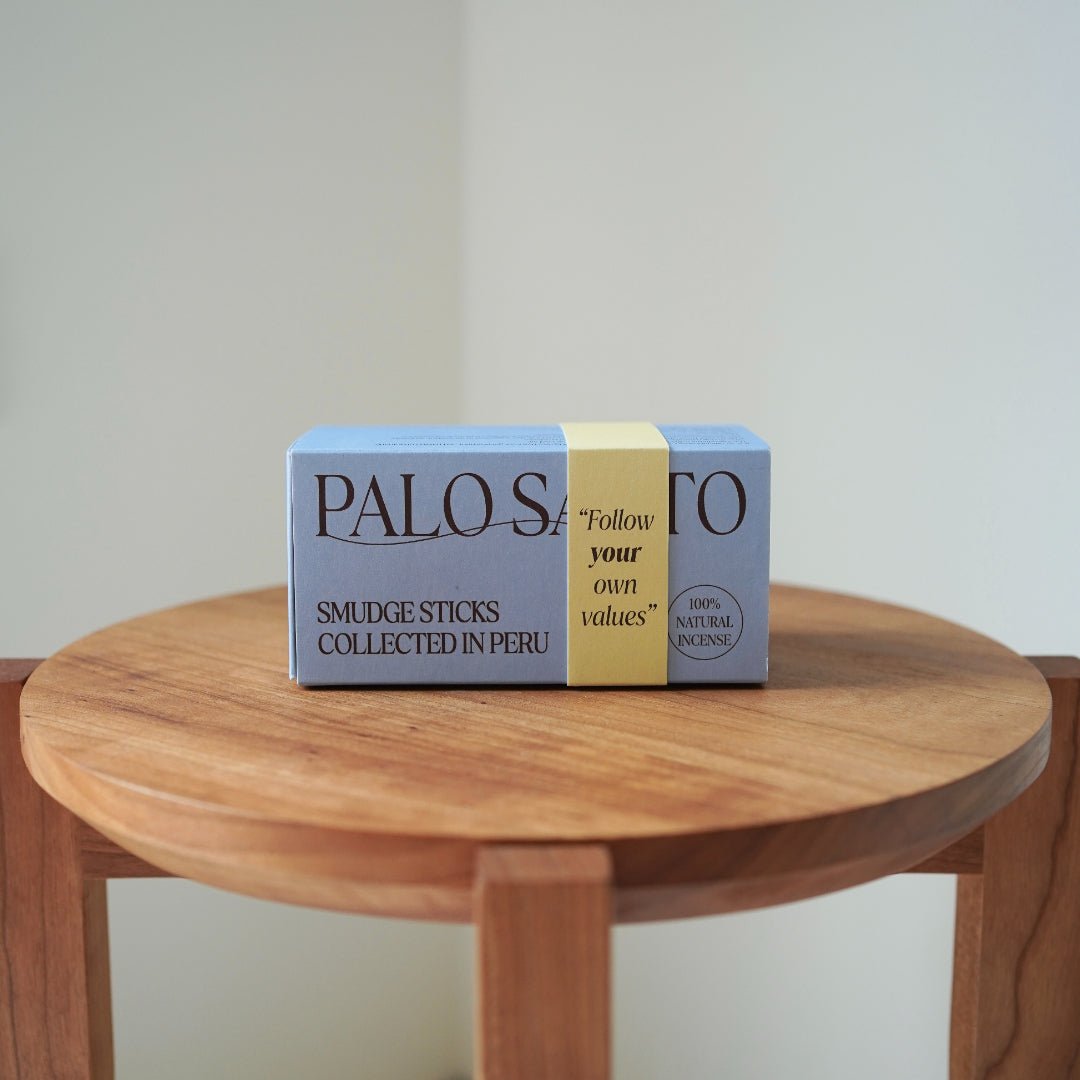 PALO SA TO
SMUDGE STICKS
COLLECTED IN PERU
“Follow
your
own
values”
100%
NATURAL
INCENSE